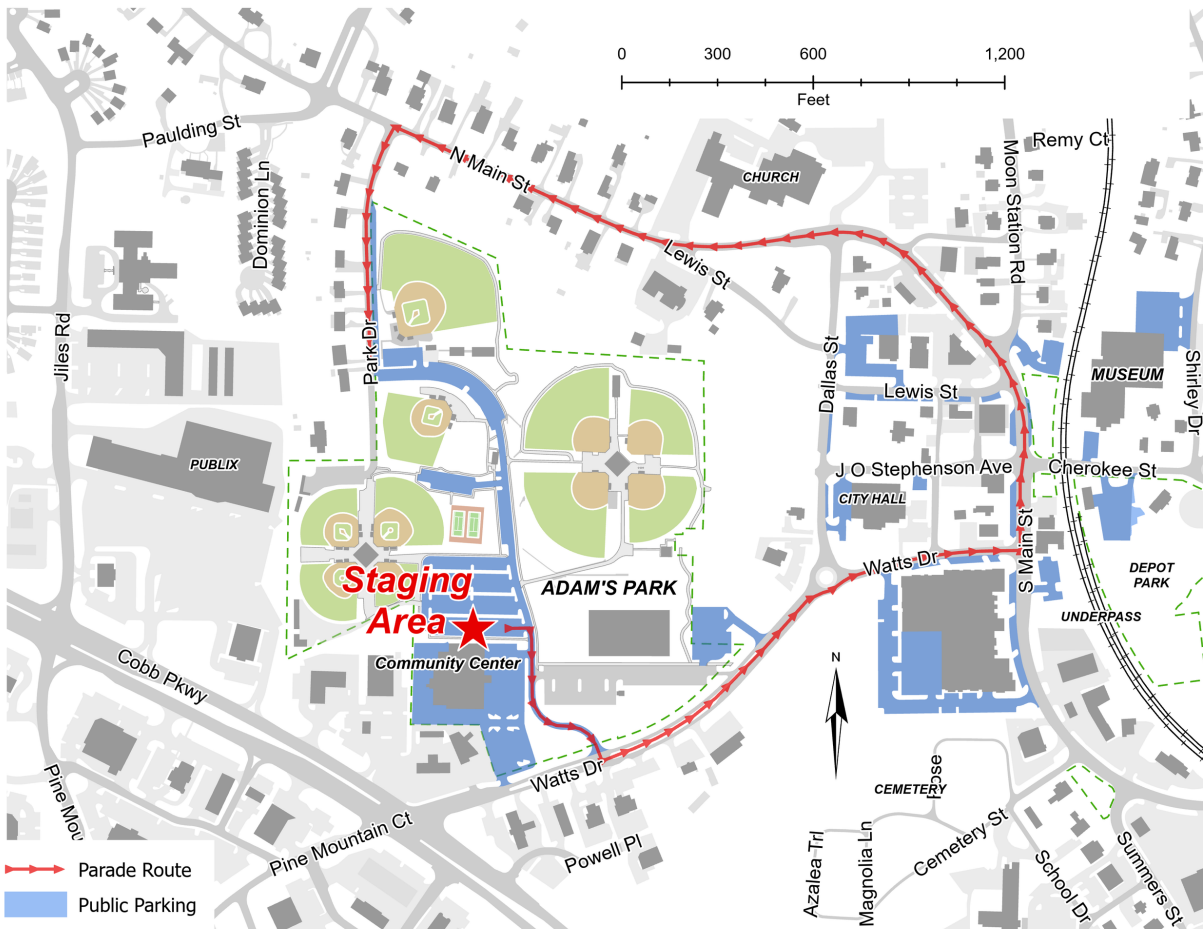 0 300 600 1,200
Feet
Paulding St
Dominion Ln
N Main St
CHURCH
Moon Station Rd
Remy Ct
Jiles Rd
Lewis St
Park Dr
Dallas St
Lewis St
MUSEUM
Shirley Dr
PUBLIX
J O Stephenson Ave
Cherokee St
CITY HALL
S Main St
Watts Dr
DEPOT
PARK
UNDERPASS
Staging
Area
ADAM'S PARK
Community Center
Cobb Pkwy
N
Watts Dr
CEMETERY
Pine Mou
Pine Mountain Ct
Powell Pl
Azalea Trl
Magnolia Ln
Cemetery St
School Dr
Summers St
Parade Route
Public Parking